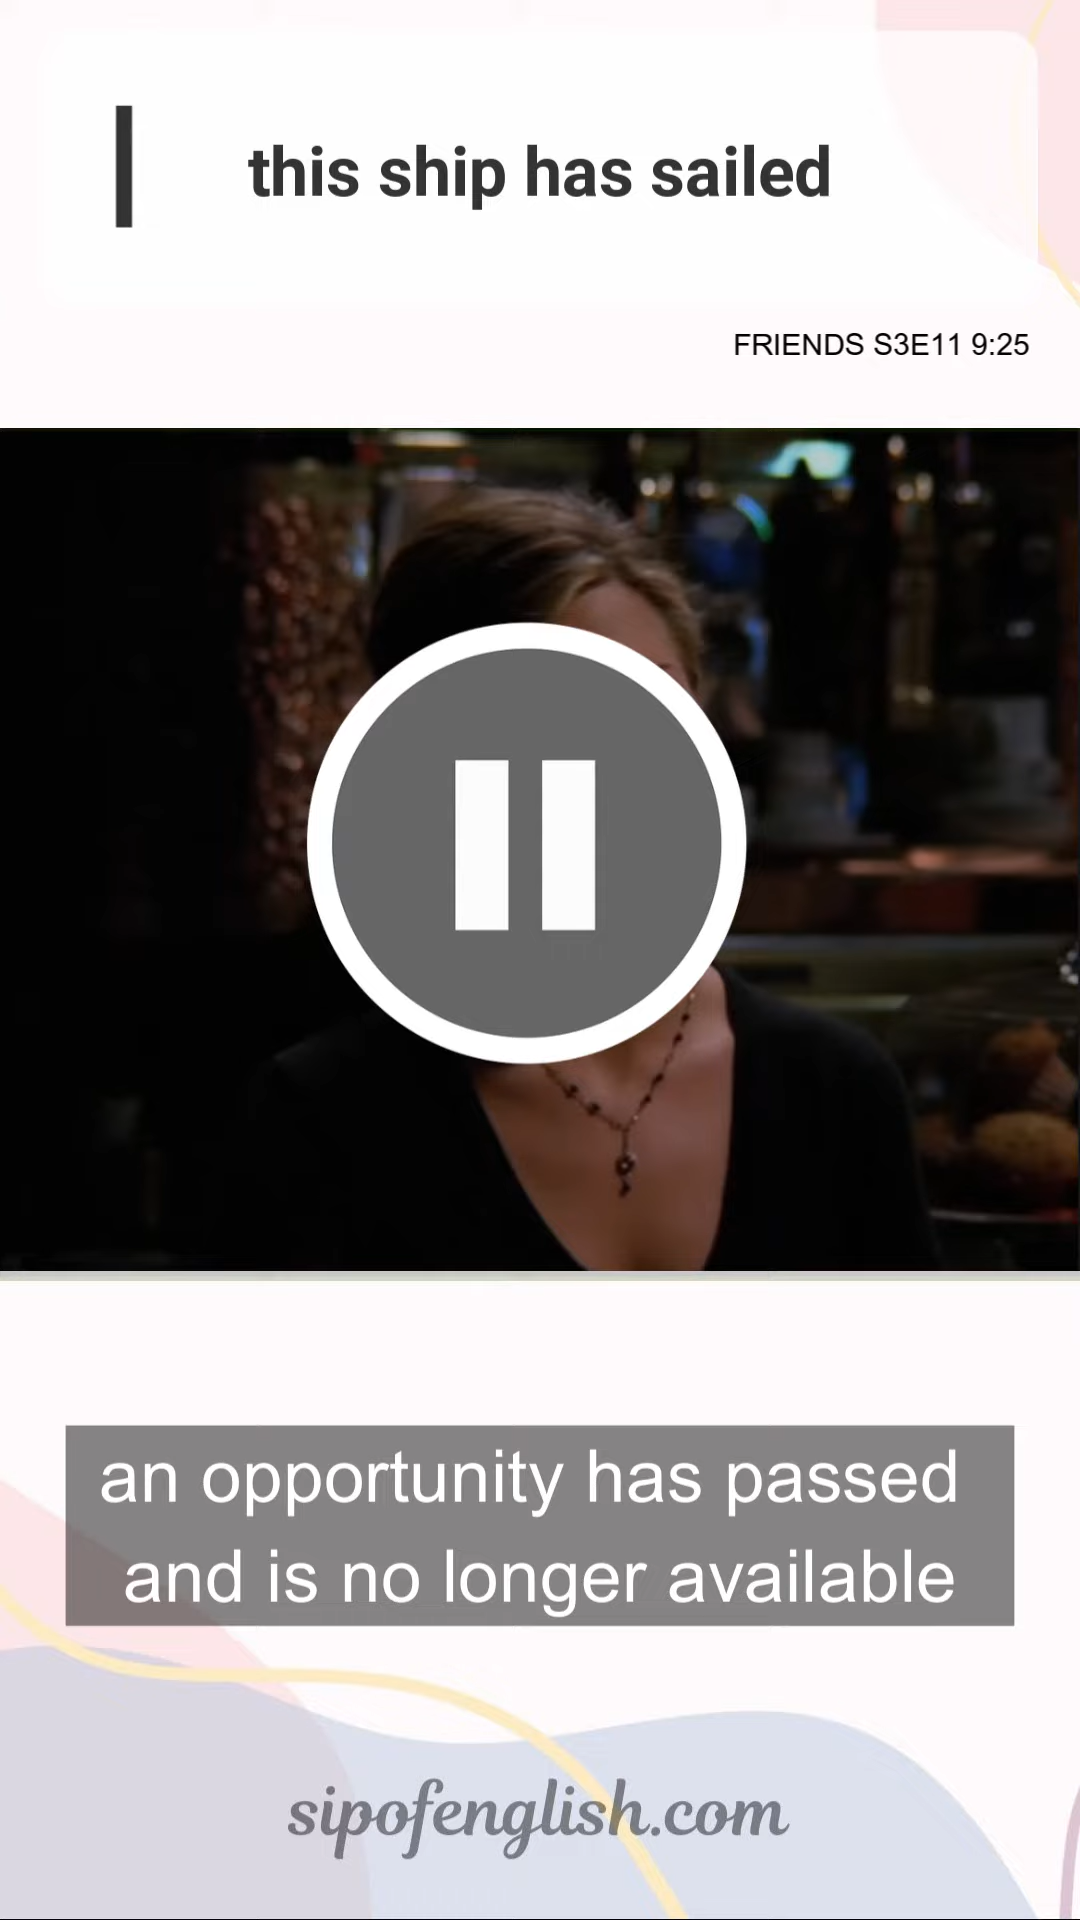 this ship has sailed
FRIENDS S3E11 9:25
an opportunity has passed
and is no longer available
sipofenglish.com